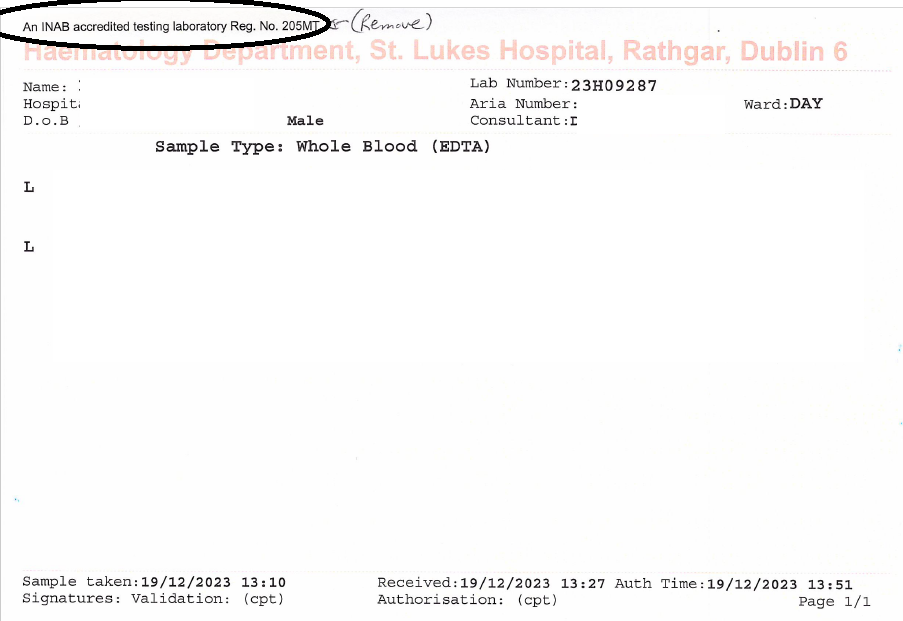 An INAB accredited testing laboratory Reg. No. 205MT (Remove)
Haematology Department, St. Lukes Hospital, Rathgar, Dublin 6
Name: Lab Number:23H09287
Hospita Aria Number: Ward:DAY
D.o.B Male Consultant:
Sample Type: Whole Blood (EDTA)
L
L
Sample taken:19/12/2023 13:10 Received:19/12/2023 13:27 Auth Time:19/12/2023 13:51
Signatures: Validation: (cpt) Authorisation: (cpt)
Page 1/1